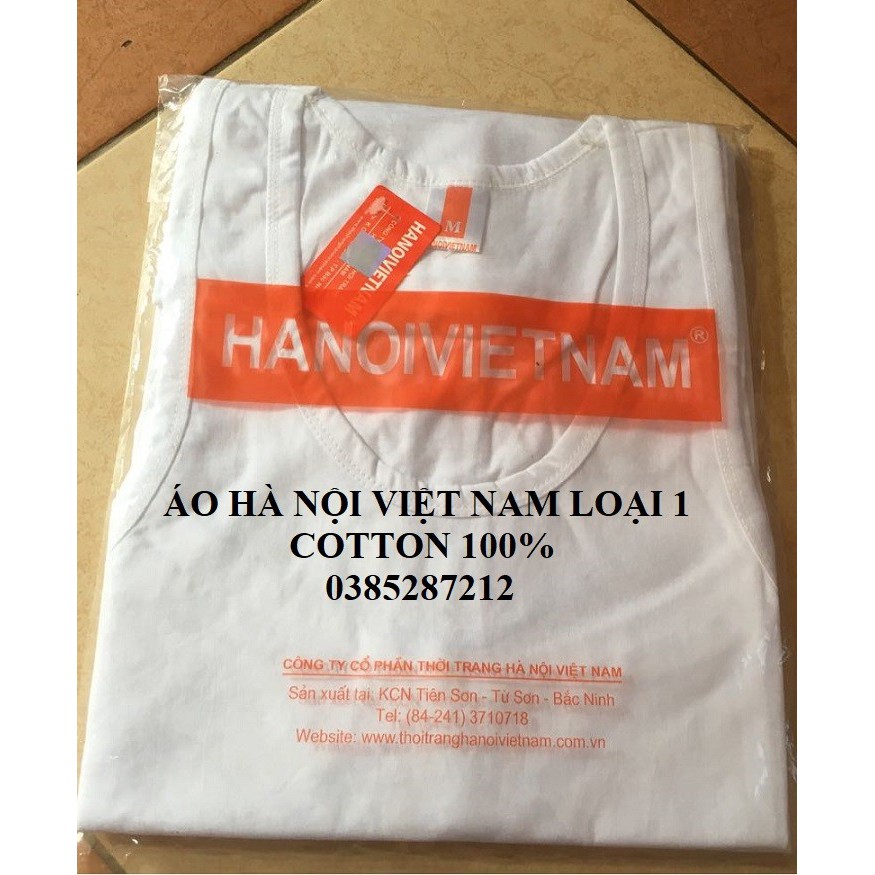 M
HANOIVIETNAM
HANOIVIETNAM
HANOIVIETNAM®
ÁO HÀ NỘI VIỆT NAM LOẠI 1
COTTON 100%
0385287212
CÔNG TY CỔ PHẦN THỜI TRANG HÀ NỘI VIỆT NAM
Sản xuất tại: KCN Tiên Sơn - Từ Sơn - Bắc Ninh
Tel: (84-241) 3710718
Website: www.thoitranghanoivietnam.com.vn